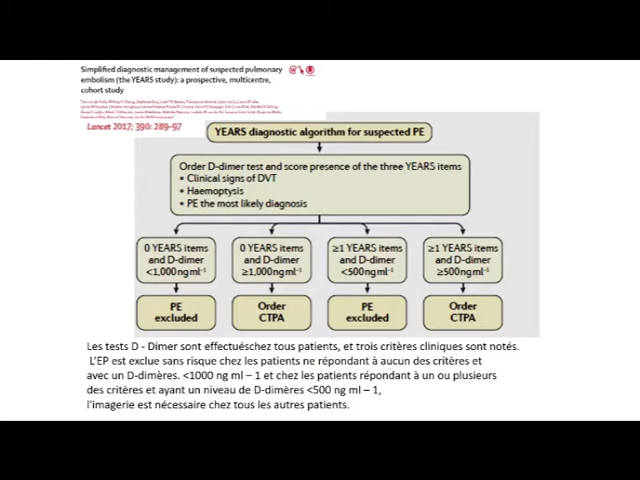 Simplified diagnostic management of suspected pulmonary
embolism (the YEARS study): a prospective, multicentre,
cohort study
Lancet 2017; 390: 289-97
YEARS diagnostic algorithm for suspected PE
Order D-dimer test and score presence of the three YEARS items
• Clinical signs of DVT
• Haemoptysis
• PE the most likely diagnosis
0 YEARS items
and D-dimer
<1,000 ng ml⁻¹
0 YEARS items
and D-dimer
≥1,000 ng ml⁻¹
≥1 YEARS items
and D-dimer
<500 ng ml⁻¹
≥1 YEARS items
and D-dimer
≥500 ng ml⁻¹
PE
excluded
Order
CTPA
PE
excluded
Order
CTPA
Les tests D - Dimer sont effectuéschez tous patients, et trois critères cliniques sont notés.
L'EP est exclue sans risque chez les patients ne répondant à aucun des critères et
avec un D-dimères. <1000 ng ml – 1 et chez les patients répondant à un ou plusieurs
des critères et ayant un niveau de D-dimères <500 ng ml – 1,
l'imagerie est nécessaire chez tous les autres patients.